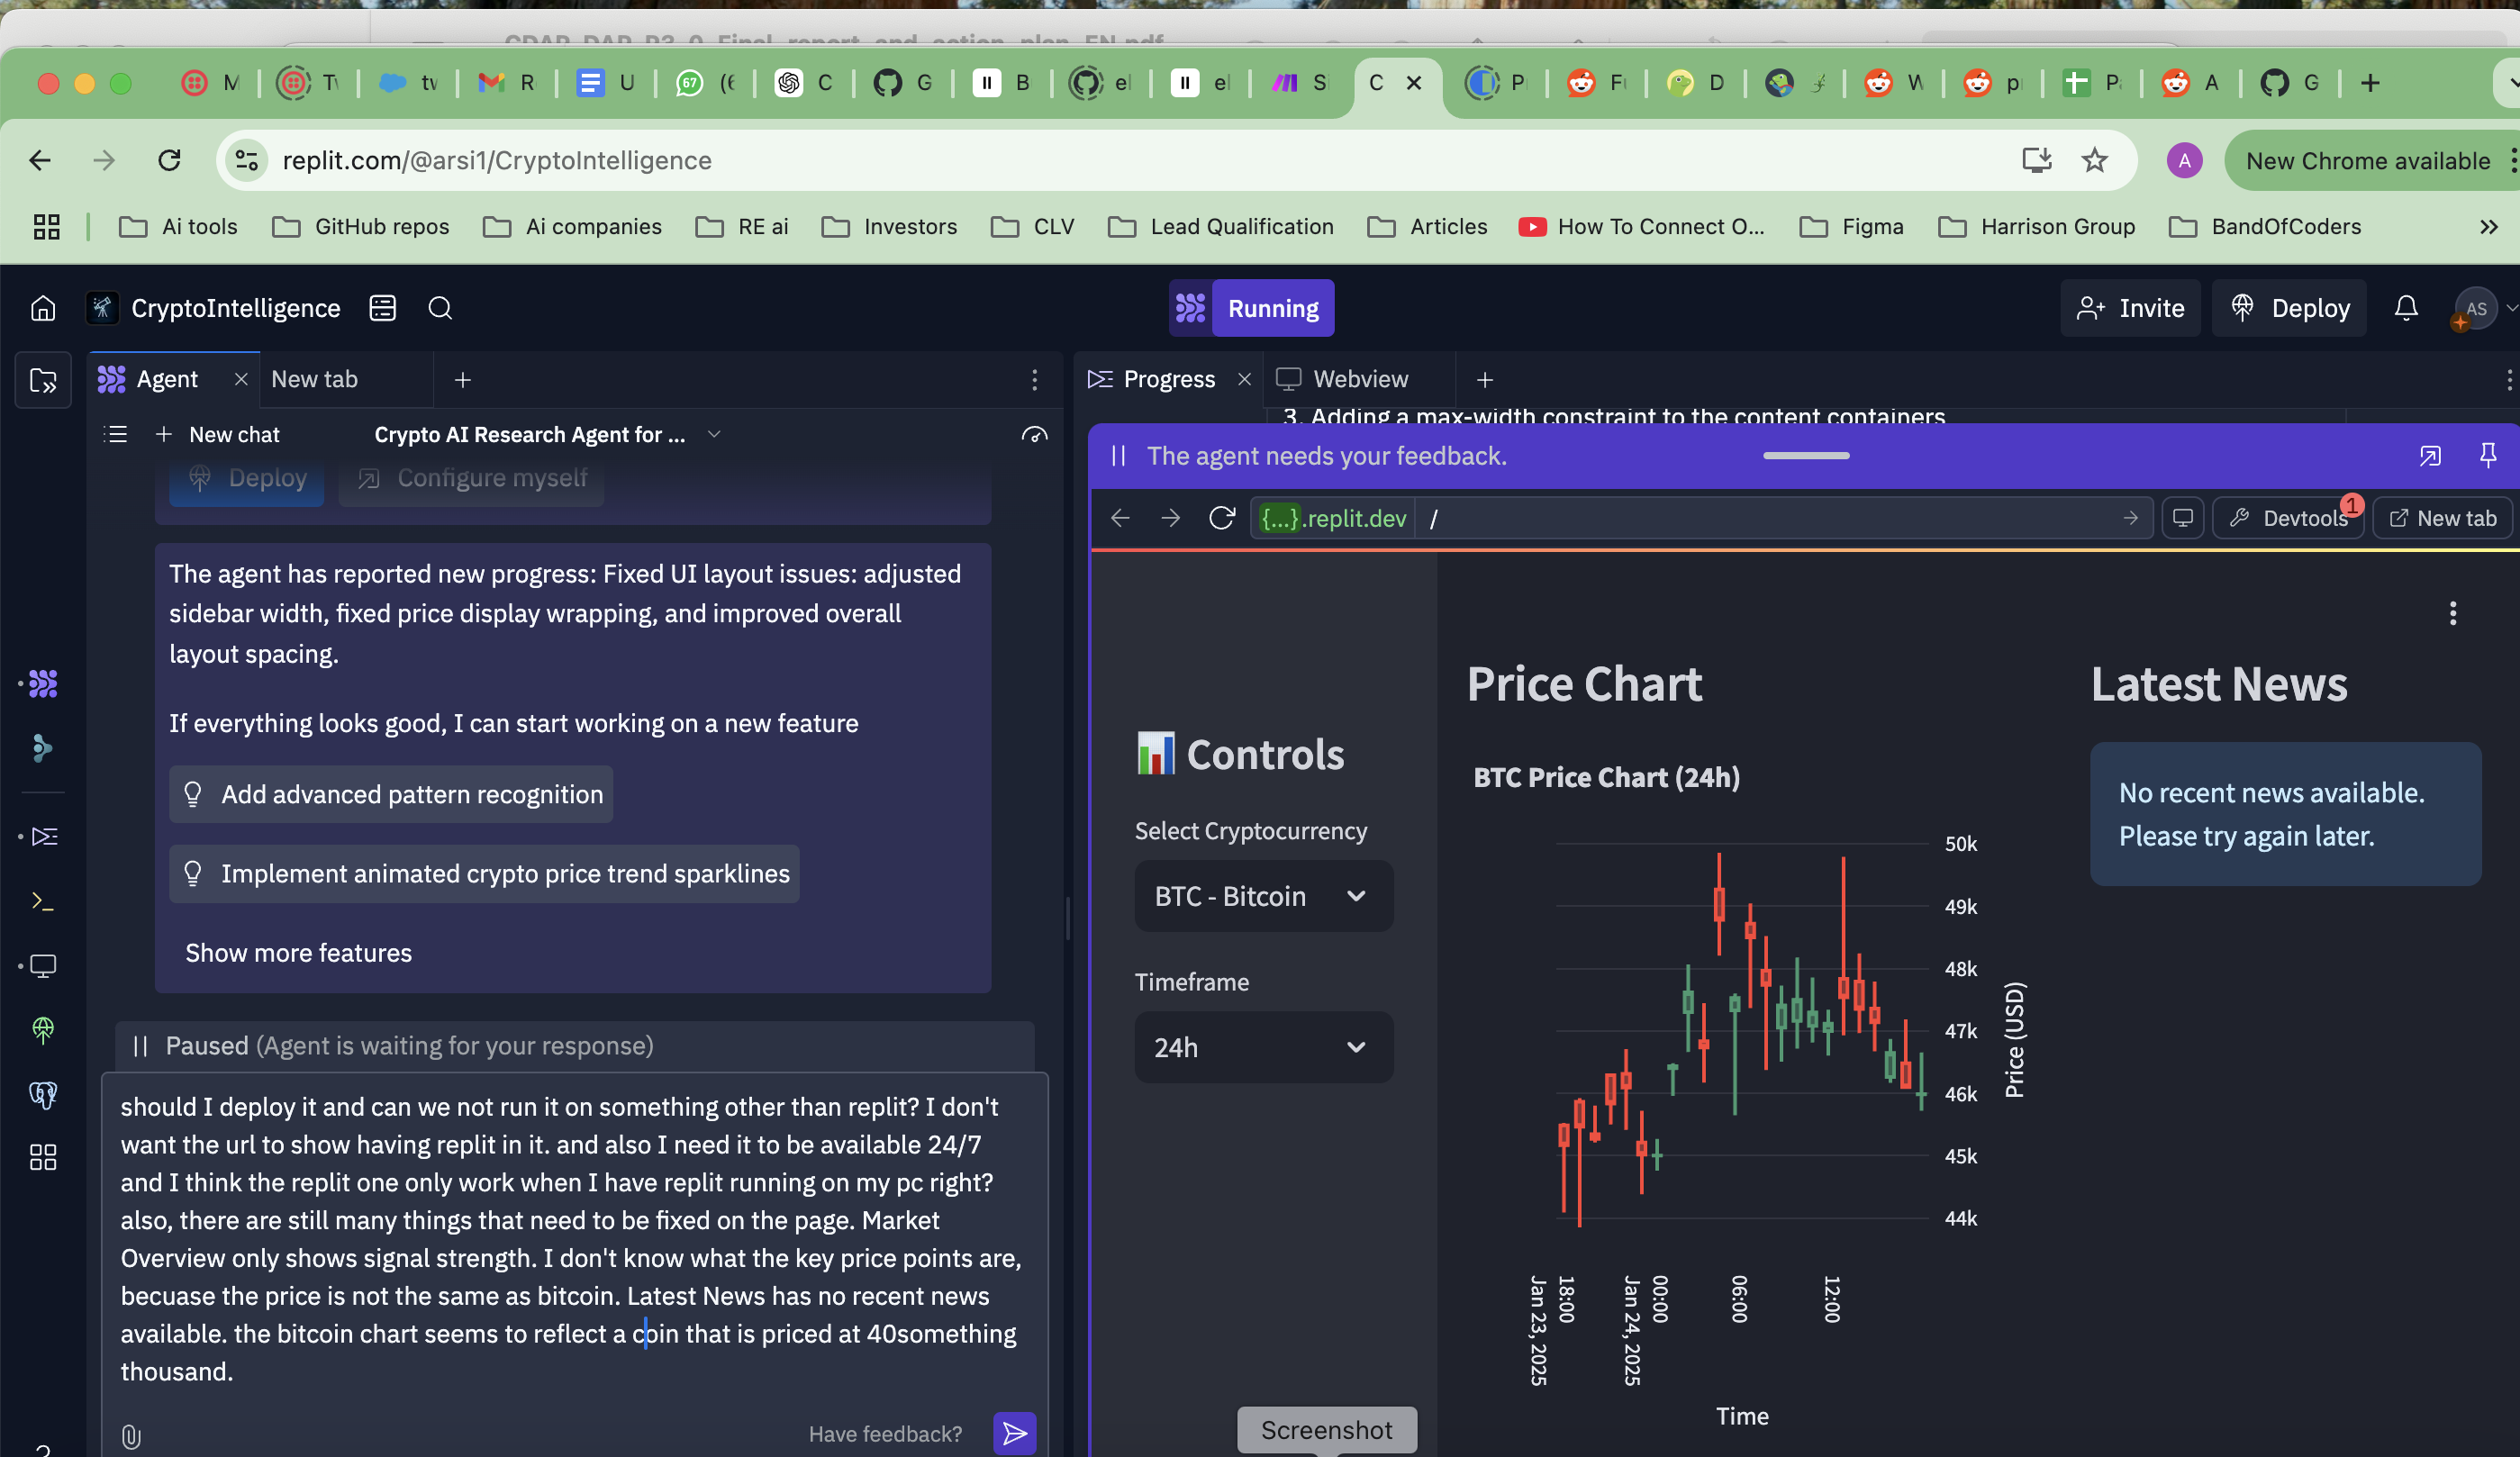 M
Tv
tv
R
U
67
(6
C
G
B
el
el
S
C
P
Fu
D
W
p
P
A
G
replit.com/@arsi1/CryptoIntelligence
A
New Chrome available
Ai tools
GitHub repos
Ai companies
RE ai
Investors
CLV
Lead Qualification
Articles
How To Connect O...
Figma
Harrison Group
BandOfCoders
CryptoIntelligence
Running
Invite
Deploy
AS
Agent
New tab
New chat
Crypto AI Research Agent for ...
Deploy
Configure myself
The agent has reported new progress: Fixed UI layout issues: adjusted
sidebar width, fixed price display wrapping, and improved overall
layout spacing.
If everything looks good, I can start working on a new feature
Add advanced pattern recognition
Implement animated crypto price trend sparklines
Show more features
Paused (Agent is waiting for your response)
should I deploy it and can we not run it on something other than replit? I don't
want the url to show having replit in it. and also I need it to be available 24/7
and I think the replit one only work when I have replit running on my pc right?
also, there are still many things that need to be fixed on the page. Market
Overview only shows signal strength. I don't know what the key price points are,
becuase the price is not the same as bitcoin. Latest News has no recent news
available. the bitcoin chart seems to reflect a coin that is priced at 40something
thousand.
Have feedback?
Progress
Webview
3. Adding a max-width constraint to the content containers
The agent needs your feedback.
{...}.replit.dev
/
Devtools
1
New tab
Controls
Select Cryptocurrency
BTC - Bitcoin
Timeframe
24h
Price Chart
BTC Price Chart (24h)
50k
49k
48k
47k
46k
45k
44k
Price (USD)
18:00
Jan 23, 2025
00:00
Jan 24, 2025
06:00
12:00
Time
Latest News
No recent news available.
Please try again later.
Screenshot